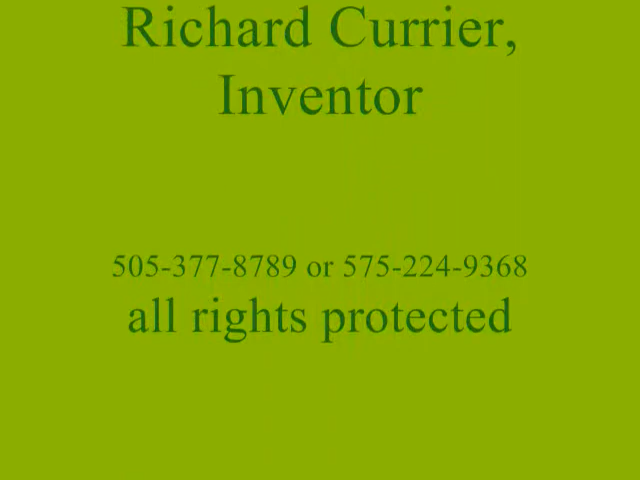 Richard Currier,
Inventor
505-377-8789 or 575-224-9368
all rights protected